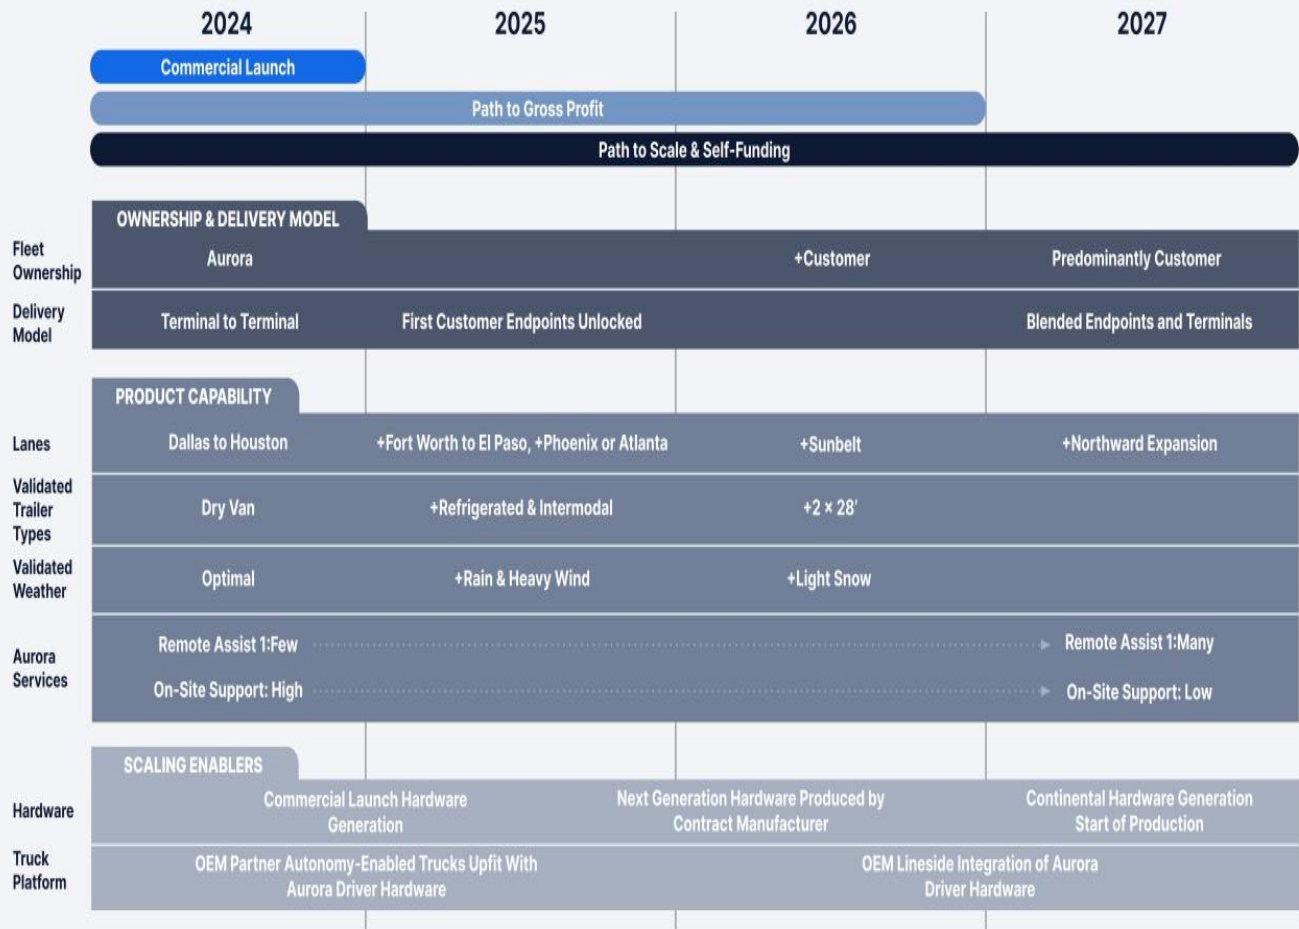 2024 2025 2026 2027
Commercial Launch
Path to Gross Profit
Path to Scale & Self-Funding
OWNERSHIP & DELIVERY MODEL
Fleet
Ownership
Aurora +Customer Predominantly Customer
Delivery
Model
Terminal to Terminal First Customer Endpoints Unlocked Blended Endpoints and Terminals
PRODUCT CAPABILITY
Lanes Dallas to Houston +Fort Worth to El Paso, +Phoenix or Atlanta +Sunbelt +Northward Expansion
Validated
Trailer
Types
Dry Van +Refrigerated & Intermodal +2 × 28'
Validated
Weather
Optimal +Rain & Heavy Wind +Light Snow
Aurora
Services
Remote Assist 1:Few Remote Assist 1:Many
On-Site Support: High On-Site Support: Low
SCALING ENABLERS
Hardware
Commercial Launch Hardware
Generation
Next Generation Hardware Produced by
Contract Manufacturer
Continental Hardware Generation
Start of Production
Truck
Platform
OEM Partner Autonomy-Enabled Trucks Upfit With
Aurora Driver Hardware
OEM Lineside Integration of Aurora
Driver Hardware